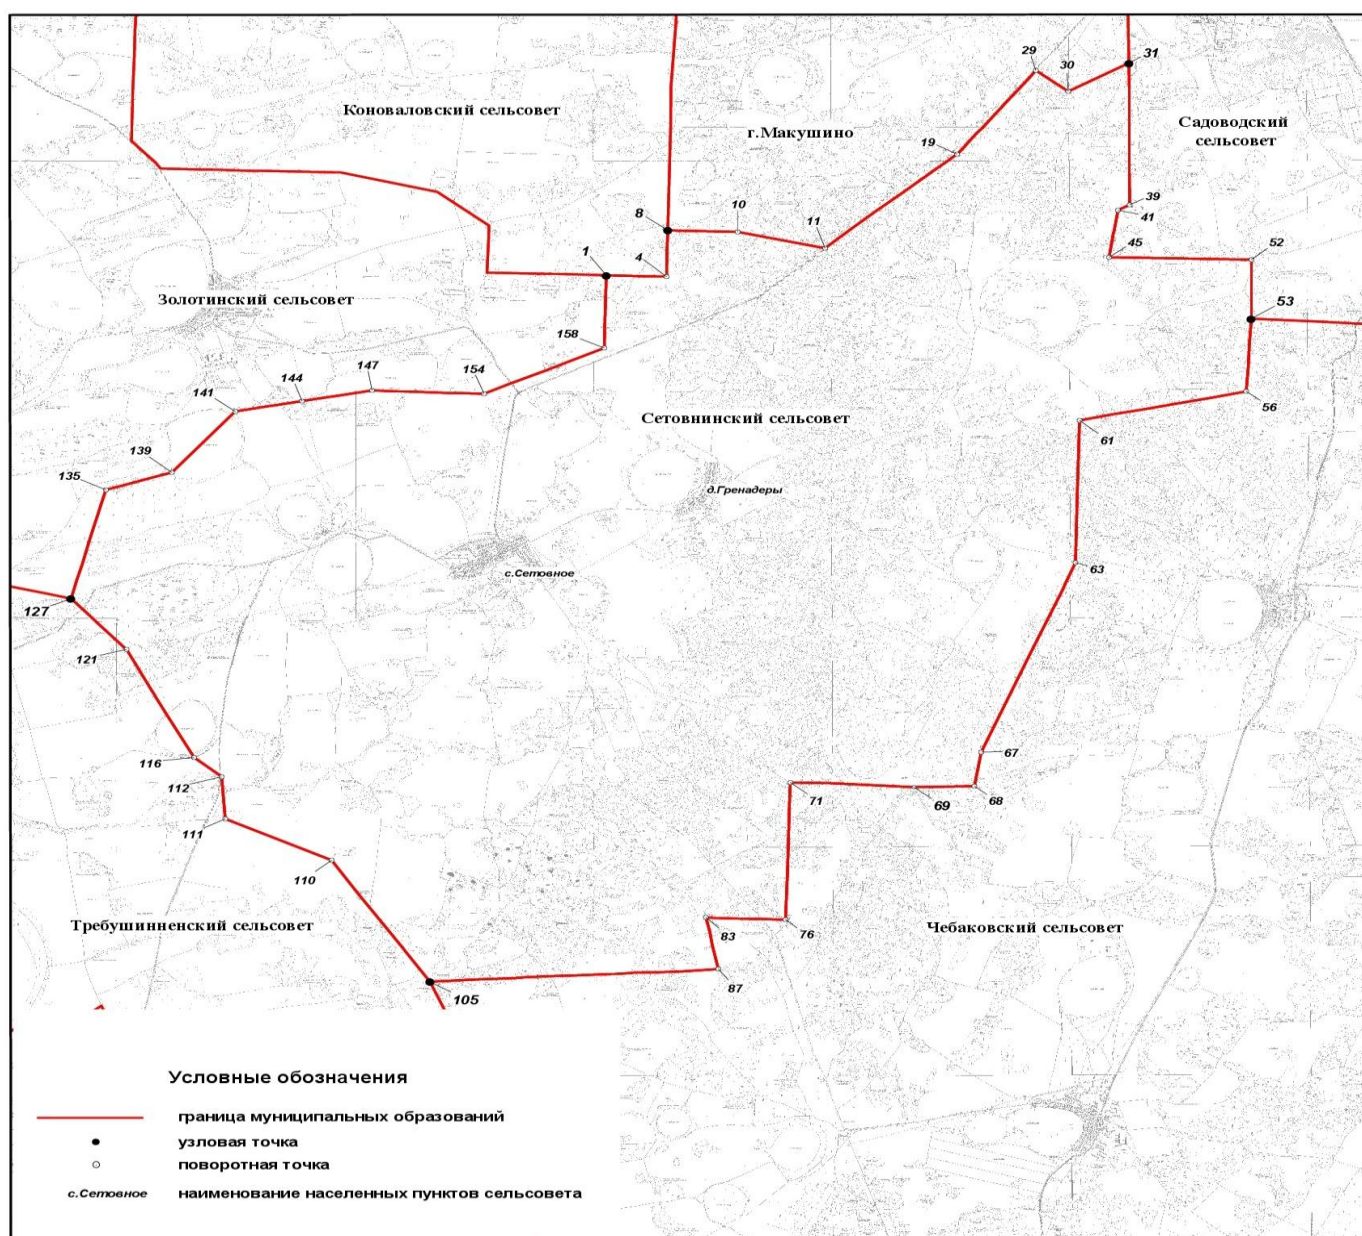 29
30
31
Коноваловский сельсовет
г.Макушино
Садоводский
сельсовет
19
39
41
8
10
11
45
52
1
4
Золотинский сельсовет
53
158
147
154
144
141
56
Сетовнинский сельсовет
61
139
135
д.Гренадеры
с.Сетовное
63
127
121
67
116
112
71
69
68
111
110
Требушинненский сельсовет
83
76
Чебаковский сельсовет
87
105
Условные обозначения
граница муниципальных образований
узловая точка
поворотная точка
с.Сетовное наименование населенных пунктов сельсовета